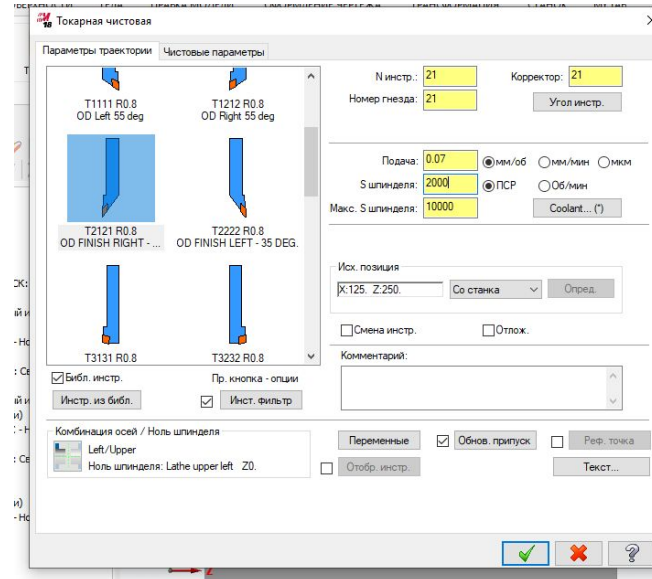 Токарная чистовая
Параметры траектории
Чистовые параметры
T1111 R0.8
OD Left 55 deg
T1212 R0.8
OD Right 55 deg
T2121 R0.8
OD FINISH RIGHT - ...
T2222 R0.8
OD FINISH LEFT - 35 DEG.
T3131 R0.8
T3232 R0.8
Библ. инстр.
Пр. кнопка - опции
Инстр. из библ.
Инст. фильтр
N инстр.: 21
Корректор: 21
Номер гнезда: 21
Угол инстр.
Подача: 0.07 мм/об мм/мин мкм
S шпинделя: 2000 ПСР Об/мин
Макс. S шпинделя: 10000 Coolant... (*)
Исх. позиция
X:125. Z:250. Со станка Опред.
Смена инстр. Отлож.
Комментарий:
Комбинация осей / Ноль шпинделя
Left/Upper
Ноль шпинделя: Lathe upper left Z0.
Переменные Обнов. припуск Реф. точка
Отобр. инстр. Текст...
Z